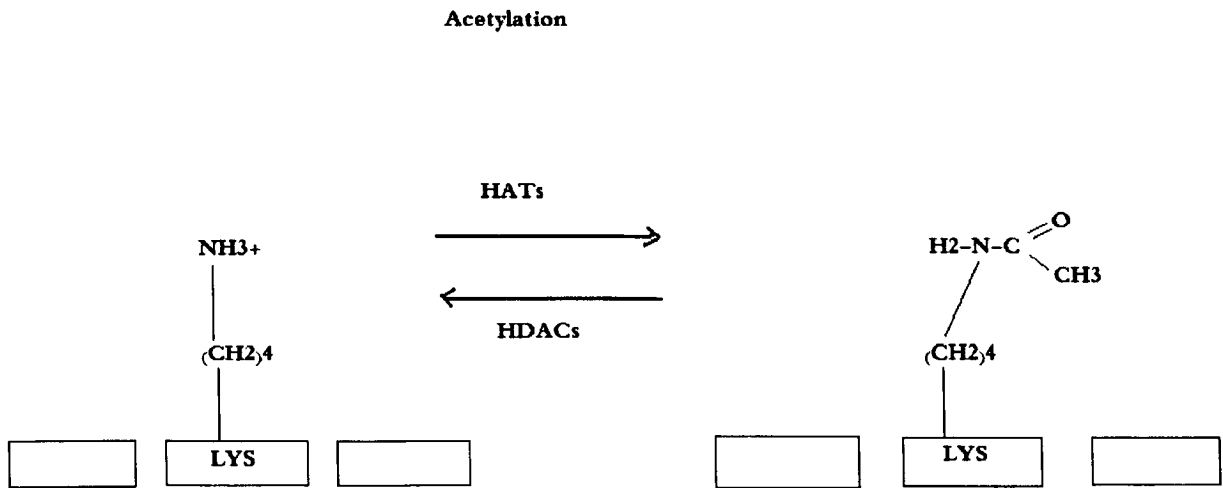 Acetylation
HATs
NH3+
HDACs
(CH2)4
LYS
H2-N-C
O
CH3
(CH2)4
LYS